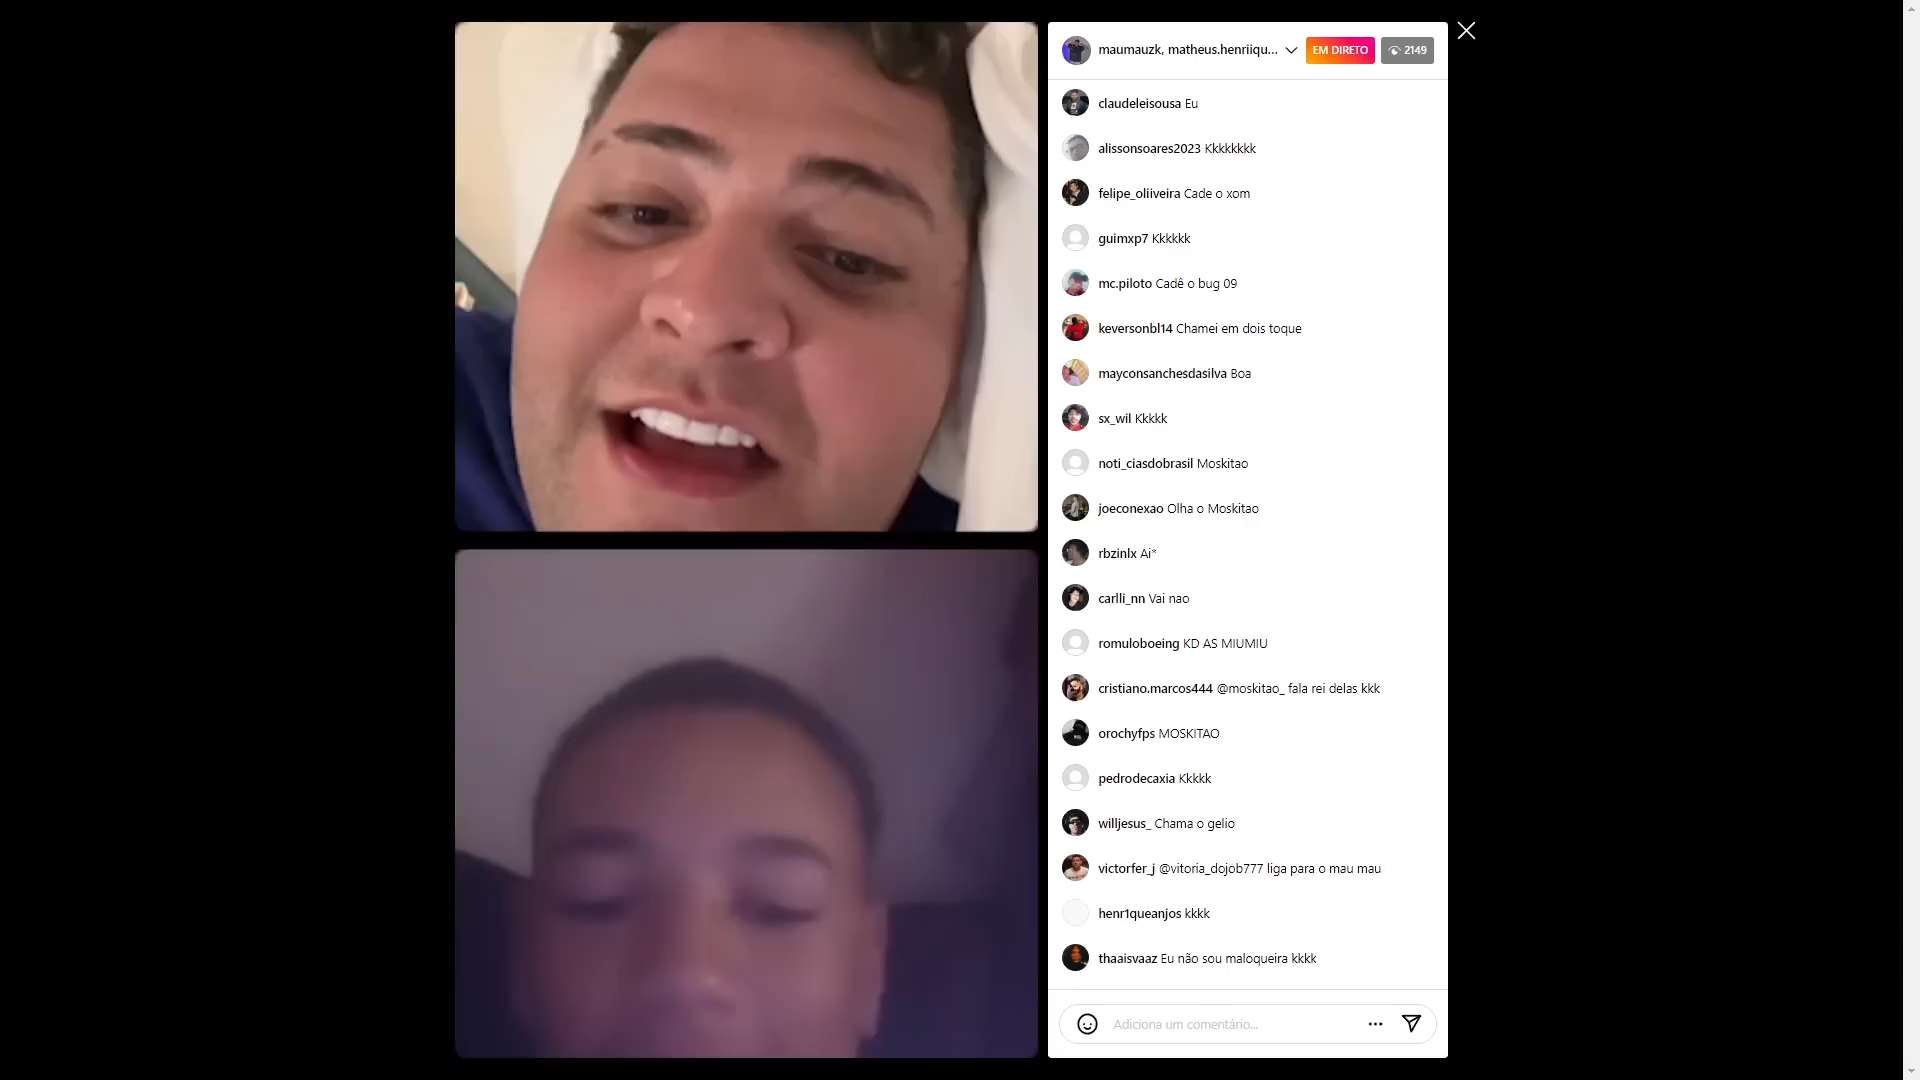 maumauzk, matheus.henriiqu...
EM DIRETO
2149
claudeleisousa Eu
alissonsoares2023 Kkkkkkkk
felipe_oliiveira Cade o xom
guimxp7 Kkkkkk
mc.piloto Cadê o bug 09
keversonbl14 Chamei em dois toque
mayconsanchesdasilva Boa
sx_wil Kkkkk
noti_ciasdobrasil Moskitao
joeconexao Olha o Moskitao
rbzinlx Ai*
carlli_nn Vai nao
romuloboeing KD AS MIUMIU
cristiano.marcos444 @moskitao_ fala rei delas kkk
orochyfps MOSKITAO
pedrodecaxia Kkkkk
willjesus_ Chama o gelio
victorfer_j @vitoria_dojob777 liga para o mau mau
henr1queanjos kkkk
thaaisvaaz Eu não sou maloqueira kkkk
Adiciona um comentário...